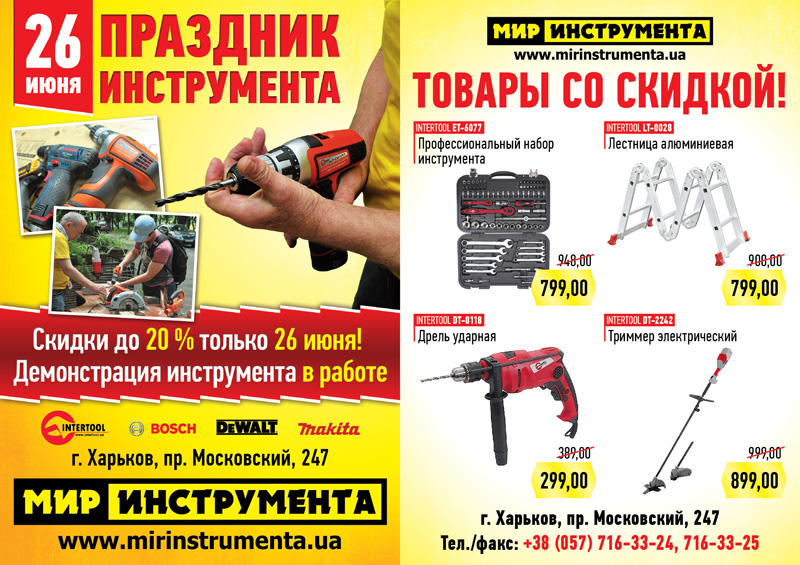 26
ИЮНЯ
ПРАЗДНИК
ИНСТРУМЕНТА
Скидки до 20 % только 26 июня!
Демонстрация инструмента в работе
INTERTOOL
www.intertool.ua
BOSCH
DEWALT
makita
г. Харьков, пр. Московский, 247
МИР ИНСТРУМЕНТА
www.mirinstrumenta.ua
МИР ИНСТРУМЕНТА
www.mirinstrumenta.ua
ТОВАРЫ СО СКИДКОЙ!
INTERTOOL ET-6077
Профессиональный набор
инструмента
948,00
799,00
INTERTOOL LT-0028
Лестница алюминиевая
908,00
799,00
INTERTOOL DT-0118
Дрель ударная
389,00
299,00
INTERTOOL DT-2242
Триммер электрический
999,00
899,00
г. Харьков, пр. Московский, 247
Тел./факс: +38 (057) 716-33-24, 716-33-25